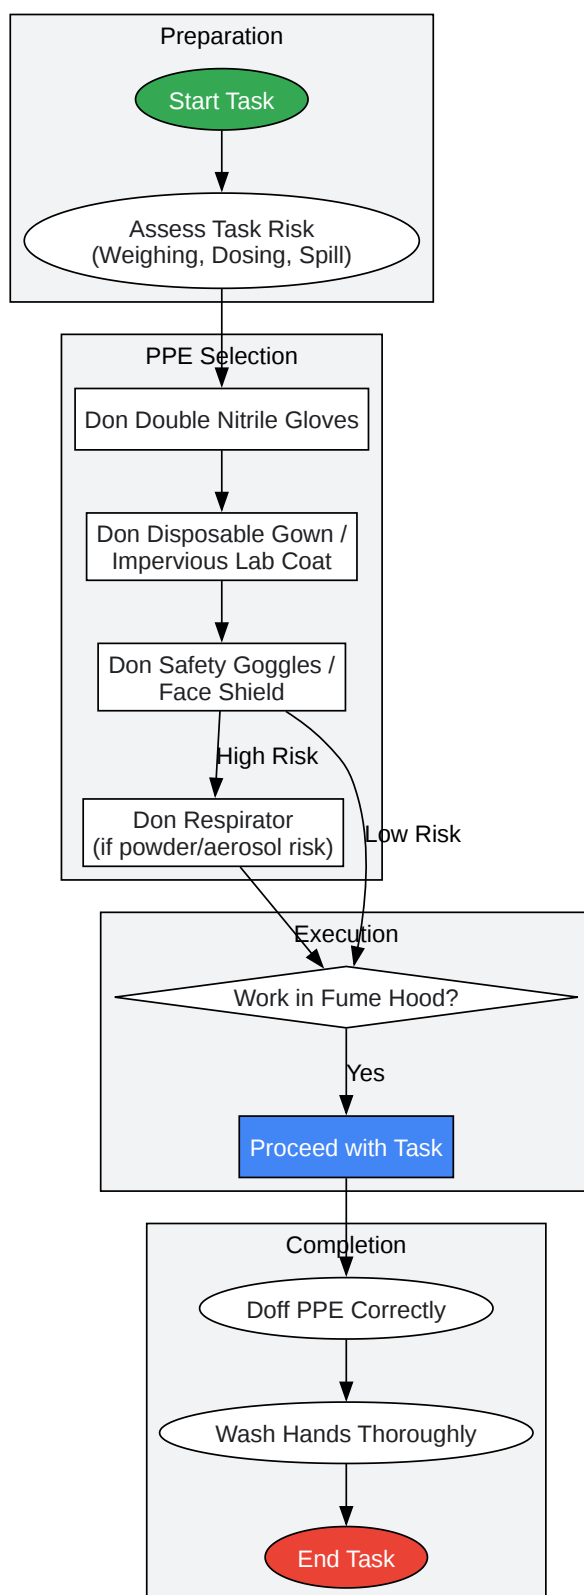 Preparation
Start Task
Assess Task Risk
(Weighing, Dosing, Spill)
PPE Selection
Don Double Nitrile Gloves
Don Disposable Gown /
Impervious Lab Coat
Don Safety Goggles /
Face Shield
High Risk
Don Respirator
(if powder/aerosol risk)
Low Risk
Execution
Work in Fume Hood?
Yes
Proceed with Task
Completion
Doff PPE Correctly
Wash Hands Thoroughly
End Task